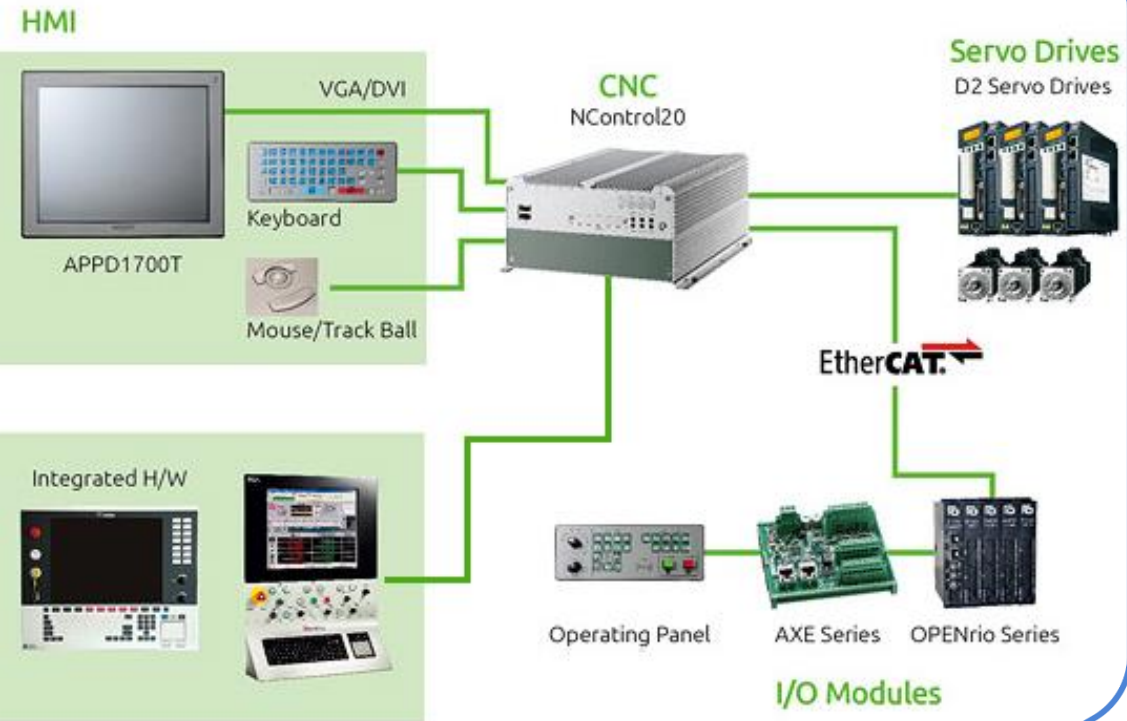 HMI
VGA/DVI
Keyboard
APPD1700T
Mouse/Track Ball
CNC
NControl20
Servo Drives
D2 Servo Drives
EtherCAT.
Integrated H/W
Operating Panel
AXE Series
OPENrio Series
I/O Modules